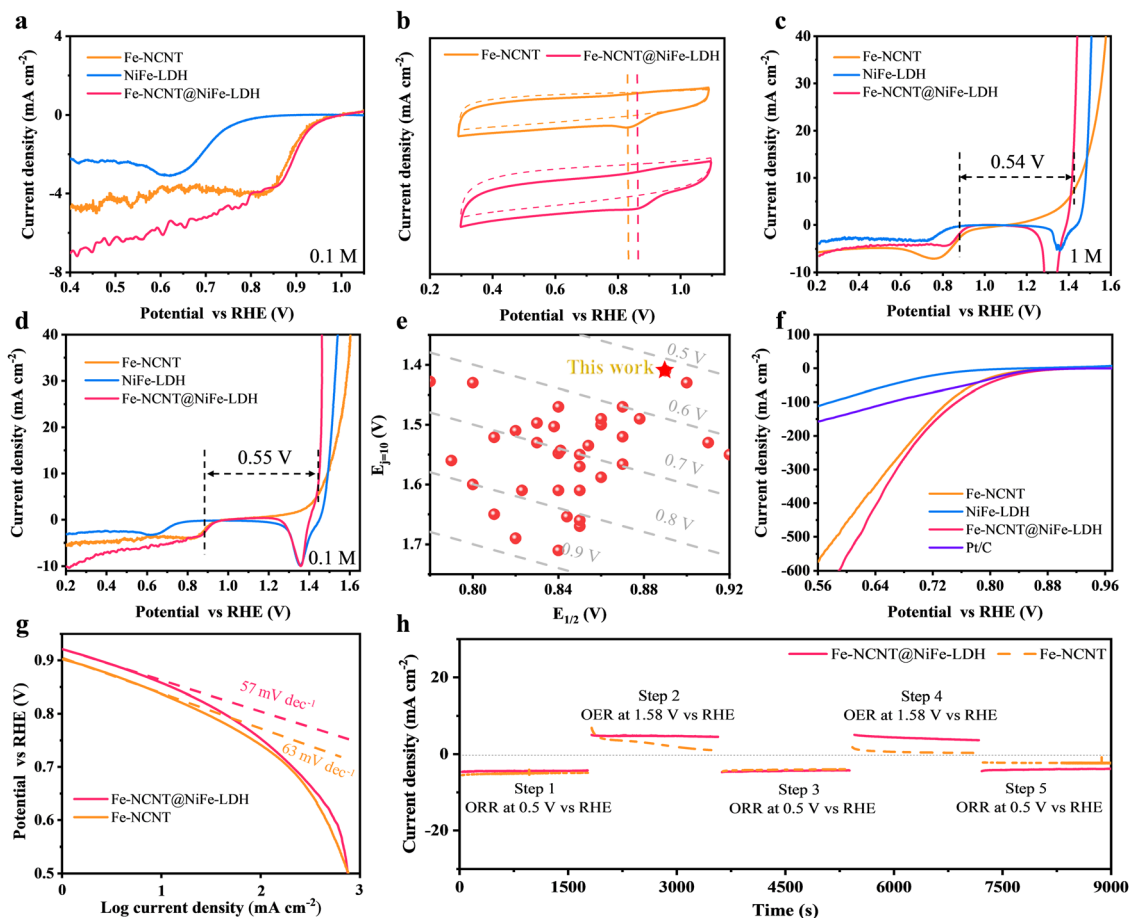 a
Current density (mA cm⁻²)
4
0
-4
-8
Fe-NCNT
NiFe-LDH
Fe-NCNT@NiFe-LDH
0.1 M
0.4 0.5 0.6 0.7 0.8 0.9 1.0
Potential vs RHE (V)
b
Current density (mA cm⁻²)
Fe-NCNT Fe-NCNT@NiFe-LDH
0.2 0.4 0.6 0.8 1.0
Potential vs RHE (V)
c
Current density (mA cm⁻²)
40
30
20
10
0
-10
Fe-NCNT
NiFe-LDH
Fe-NCNT@NiFe-LDH
0.54 V
1 M
0.2 0.4 0.6 0.8 1.0 1.2 1.4 1.6
Potential vs RHE (V)
d
Current density (mA cm⁻²)
40
30
20
10
0
-10
Fe-NCNT
NiFe-LDH
Fe-NCNT@NiFe-LDH
0.55 V
0.1 M
0.2 0.4 0.6 0.8 1.0 1.2 1.4 1.6
Potential vs RHE (V)
e
E_j=10 (V)
1.4
1.5
1.6
1.7
This work
0.5 V
0.6 V
0.7 V
0.8 V
0.9 V
0.80 0.84 0.88 0.92
E_1/2 (V)
f
Current density (mA cm⁻²)
100
0
-100
-200
-300
-400
-500
-600
Fe-NCNT
NiFe-LDH
Fe-NCNT@NiFe-LDH
Pt/C
0.56 0.64 0.72 0.80 0.88 0.96
Potential vs RHE (V)
g
Potential vs RHE (V)
0.9
0.8
0.7
0.6
0.5
57 mV dec⁻¹
63 mV dec⁻¹
Fe-NCNT@NiFe-LDH
Fe-NCNT
0 1 2 3
Log current density (mA cm⁻²)
h
Current density (mA cm⁻²)
20
0
-20
Fe-NCNT@NiFe-LDH Fe-NCNT
Step 2
OER at 1.58 V vs RHE
Step 4
OER at 1.58 V vs RHE
Step 1
ORR at 0.5 V vs RHE
Step 3
ORR at 0.5 V vs RHE
Step 5
ORR at 0.5 V vs RHE
0 1500 3000 4500 6000 7500 9000
Time (s)